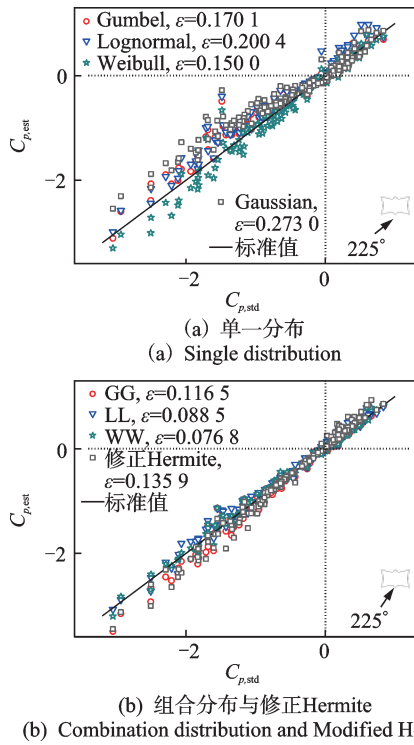 Gumbel, ε=0.170 1
Lognormal, ε=0.200 4
Weibull, ε=0.150 0
0
C_{p,est}
−2
Gaussian,
ε=0.273 0
标准值
225°
−2
0
C_{p,std}
(a) 单一分布
(a) Single distribution
GG, ε=0.116 5
LL, ε=0.088 5
WW, ε=0.076 8
0
修正Hermite,
ε=0.135 9
标准值
C_{p,est}
−2
225°
−2
0
C_{p,std}
(b) 组合分布与修正Hermite
(b) Combination distribution and Modified H